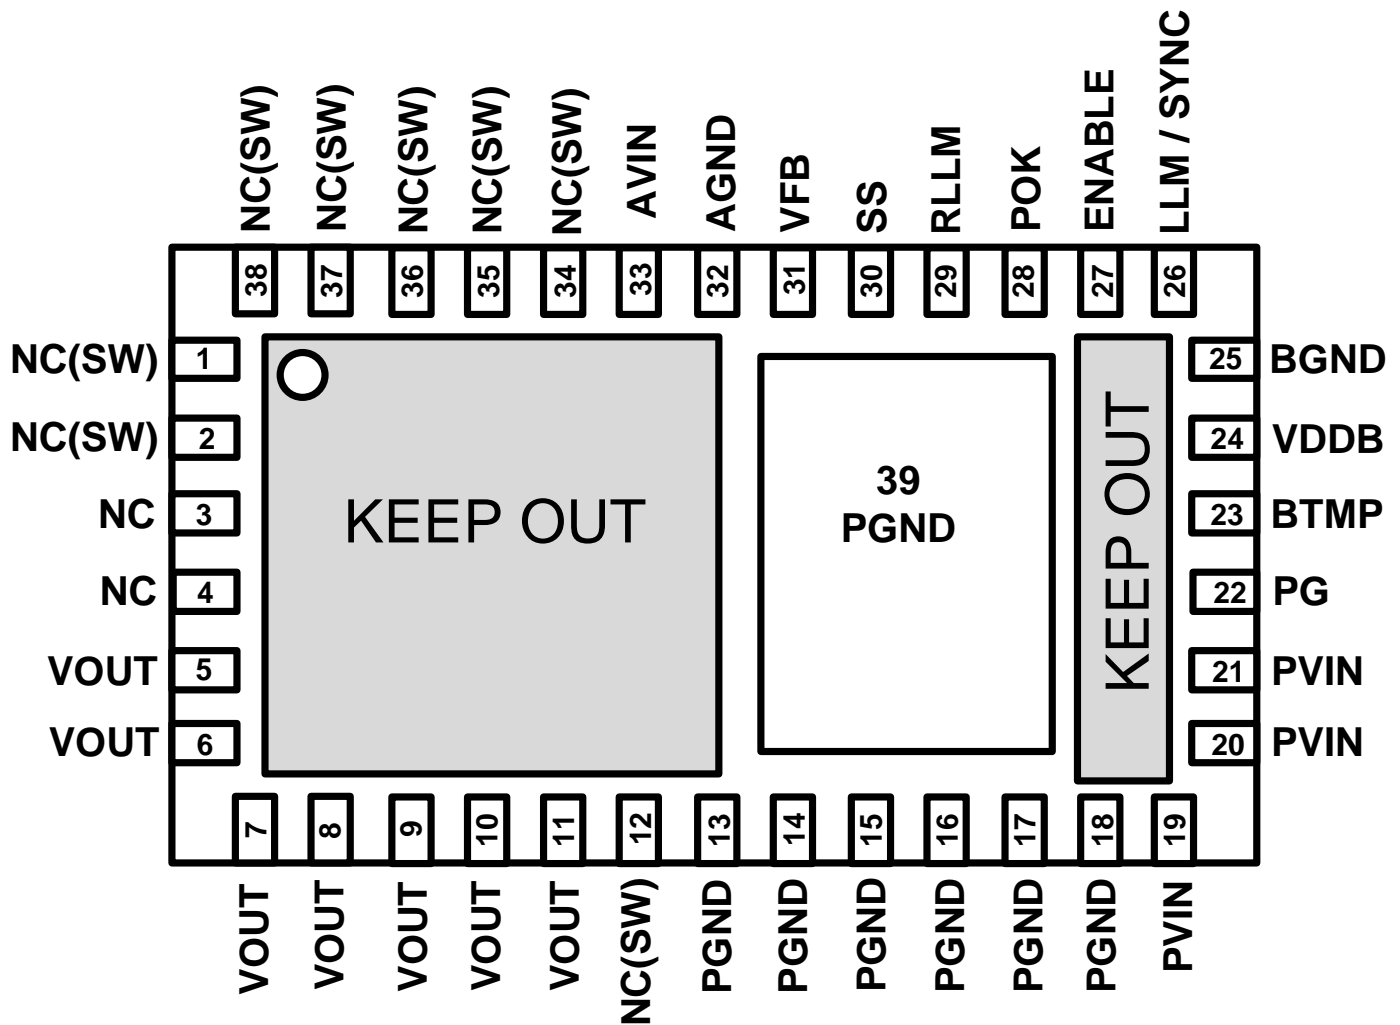 NC(SW)
NC(SW)
NC(SW)
NC(SW)
NC(SW)
AVIN
AGND
VFB
SS
RLLM
POK
ENABLE
LLM / SYNC
38
37
36
35
34
33
32
31
30
29
28
27
26
NC(SW) 1
NC(SW) 2
NC 3
NC 4
VOUT 5
VOUT 6
KEEP OUT
39
PGND
KEEP OUT
25 BGND
24 VDDB
23 BTMP
22 PG
21 PVIN
20 PVIN
7
8
9
10
11
12
13
14
15
16
17
18
19
VOUT
VOUT
VOUT
VOUT
VOUT
NC(SW)
PGND
PGND
PGND
PGND
PGND
PGND
PVIN